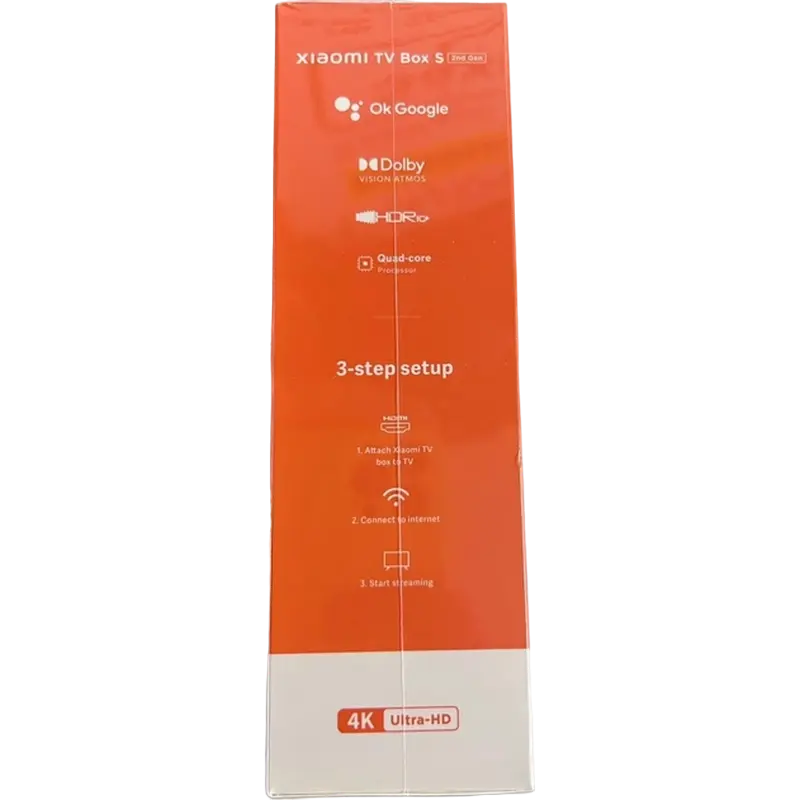 xiaomi TV Box S 2nd Gen
Ok Google
Dolby
VISION·ATMOS
HDR10+
Quad-core
Processor
3-step setup
HDMI
1. Attach Xiaomi TV
box to TV
2. Connect to internet
3. Start streaming
4K Ultra-HD